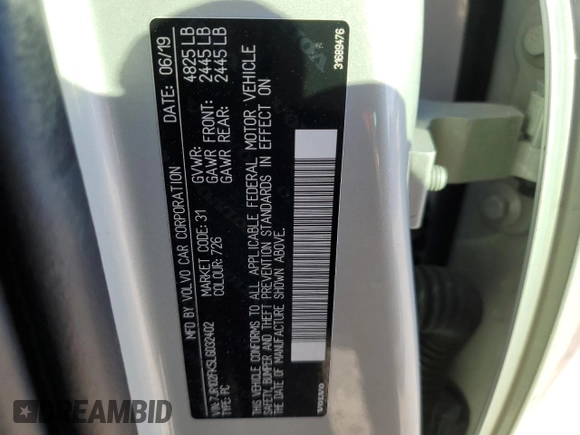 MFD. BY VOLVO CAR CORPORATION DATE: 06/19
MARKET CODE: 31 GVWR: 4825 LB
COLOUR: 726 GAWR FRONT: 2445 LB
GAWR REAR: 2445 LB
TYPE: PC
THIS VEHICLE CONFORMS TO ALL APPLICABLE FEDERAL MOTOR VEHICLE
SAFETY, BUMPER AND THEFT PREVENTION STANDARDS IN EFFECT ON
THE DATE OF MANUFACTURE SHOWN ABOVE.
VOLVO
31689476
DREAMBID